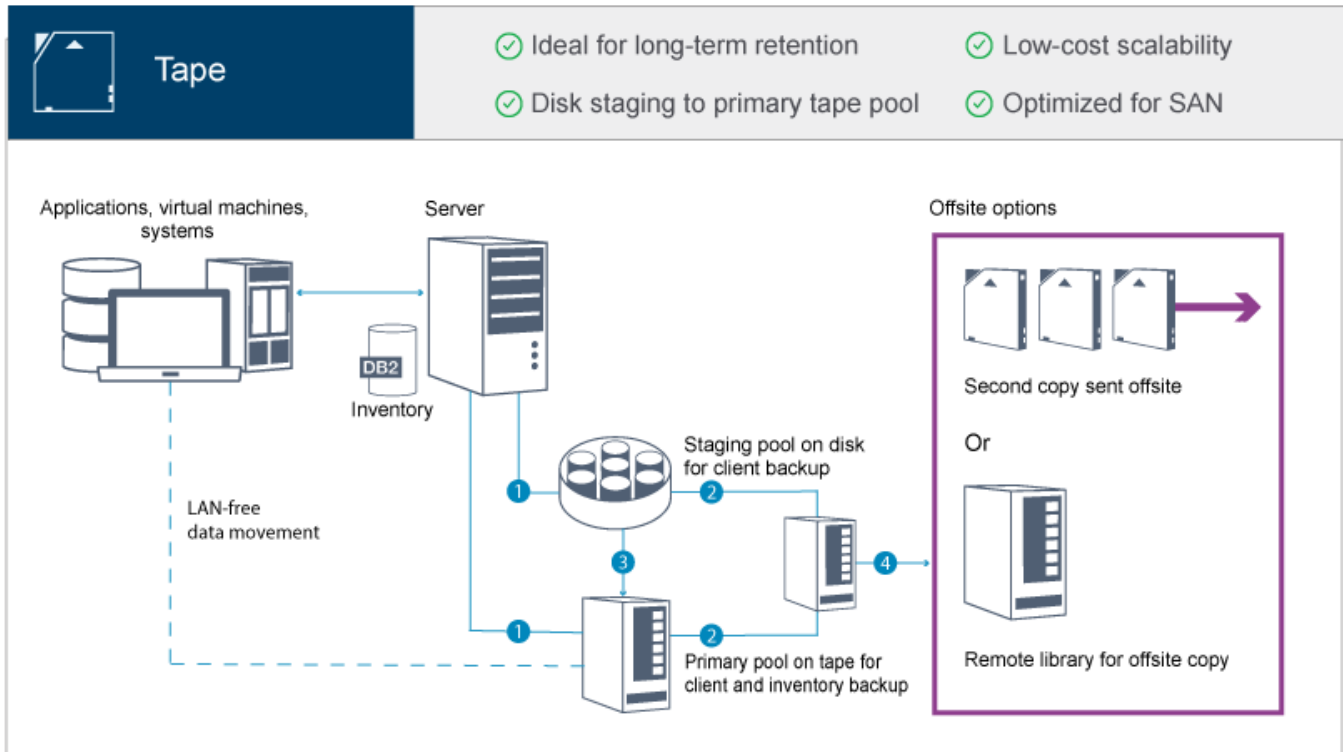 Tape
Ideal for long-term retention
Low-cost scalability
Disk staging to primary tape pool
Optimized for SAN
Applications, virtual machines,
systems
Server
Offsite options
DB2
Inventory
Second copy sent offsite
Staging pool on disk
for client backup
Or
1
2
LAN-free
data movement
3
4
1
2
Primary pool on tape for
client and inventory backup
Remote library for offsite copy